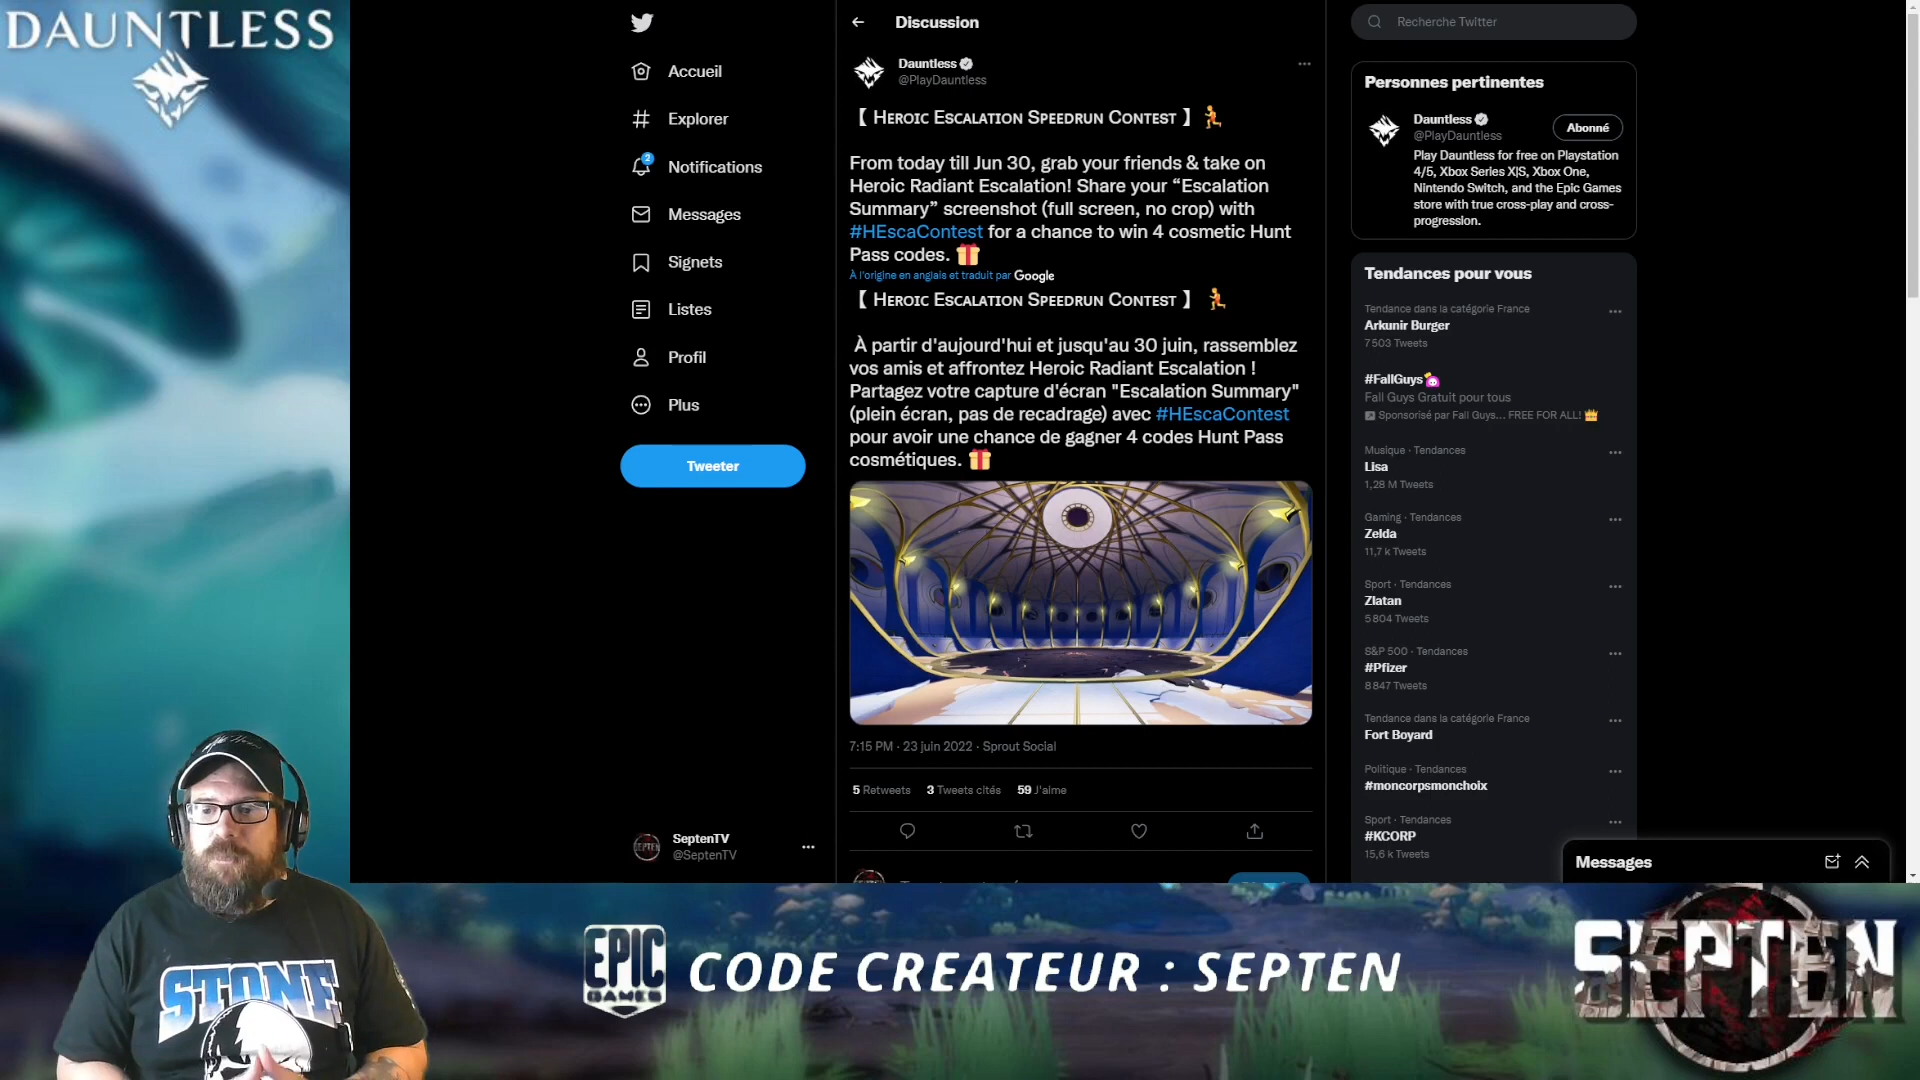 DAUNTLESS
Accueil
Explorer
2
Notifications
Messages
Signets
Listes
Profil
Plus
Tweeter
SeptenTV
@SeptenTV
Discussion
Dauntless
@PlayDauntless
【 Heroic Escalation Speedrun Contest 】
From today till Jun 30, grab your friends & take on
Heroic Radiant Escalation! Share your “Escalation
Summary” screenshot (full screen, no crop) with
#HEscaContest for a chance to win 4 cosmetic Hunt
Pass codes.
À l'origine en anglais et traduit par Google
【 Heroic Escalation Speedrun Contest 】
À partir d'aujourd'hui et jusqu'au 30 juin, rassemblez
vos amis et affrontez Heroic Radiant Escalation !
Partagez votre capture d'écran "Escalation Summary"
(plein écran, pas de recadrage) avec #HEscaContest
pour avoir une chance de gagner 4 codes Hunt Pass
cosmétiques.
7:15 PM · 23 juin 2022 · Sprout Social
5 Retweets 3 Tweets cités 59 J'aime
Recherche Twitter
Personnes pertinentes
Dauntless
@PlayDauntless
Abonné
Play Dauntless for free on Playstation
4/5, Xbox Series X|S, Xbox One,
Nintendo Switch, and the Epic Games
store with true cross-play and cross-
progression.
Tendances pour vous
Tendance dans la catégorie France
Arkunir Burger
7 503 Tweets
#FallGuys
Fall Guys Gratuit pour tous
Sponsorisé par Fall Guys... FREE FOR ALL!
Musique · Tendances
Lisa
1,28 M Tweets
Gaming · Tendances
Zelda
11,7 k Tweets
Sport · Tendances
Zlatan
5 804 Tweets
S&P 500 · Tendances
#Pfizer
8 847 Tweets
Tendance dans la catégorie France
Fort Boyard
Politique · Tendances
#moncorpsmonchoix
Sport · Tendances
#KCORP
15,6 k Tweets
Messages
STONE
EPIC
GAMES
CODE CREATEUR : SEPTEN
SEPTEN